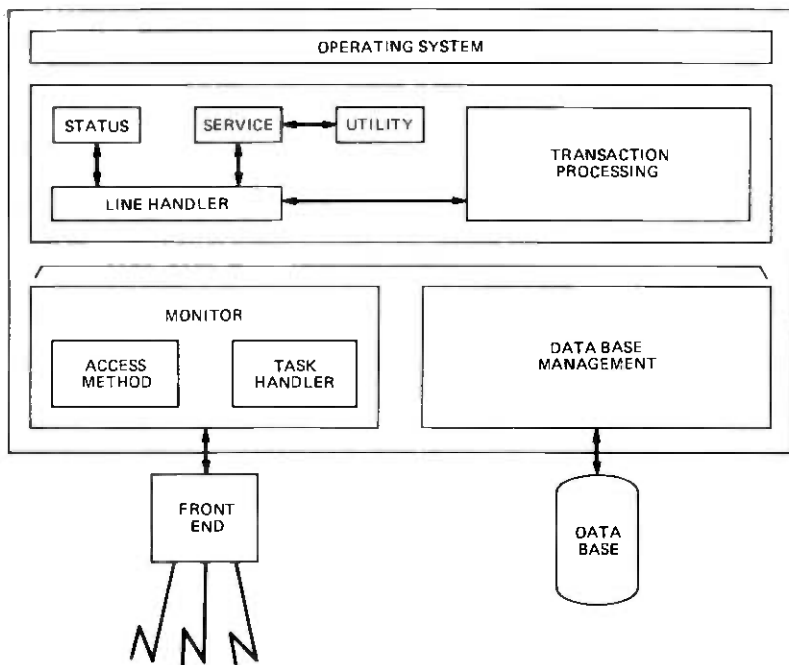 OPERATING SYSTEM
STATUS
SERVICE
UTILITY
TRANSACTION
PROCESSING
LINE HANDLER
MONITOR
ACCESS
METHOD
TASK
HANDLER
DATA BASE
MANAGEMENT
FRONT
END
DATA
BASE